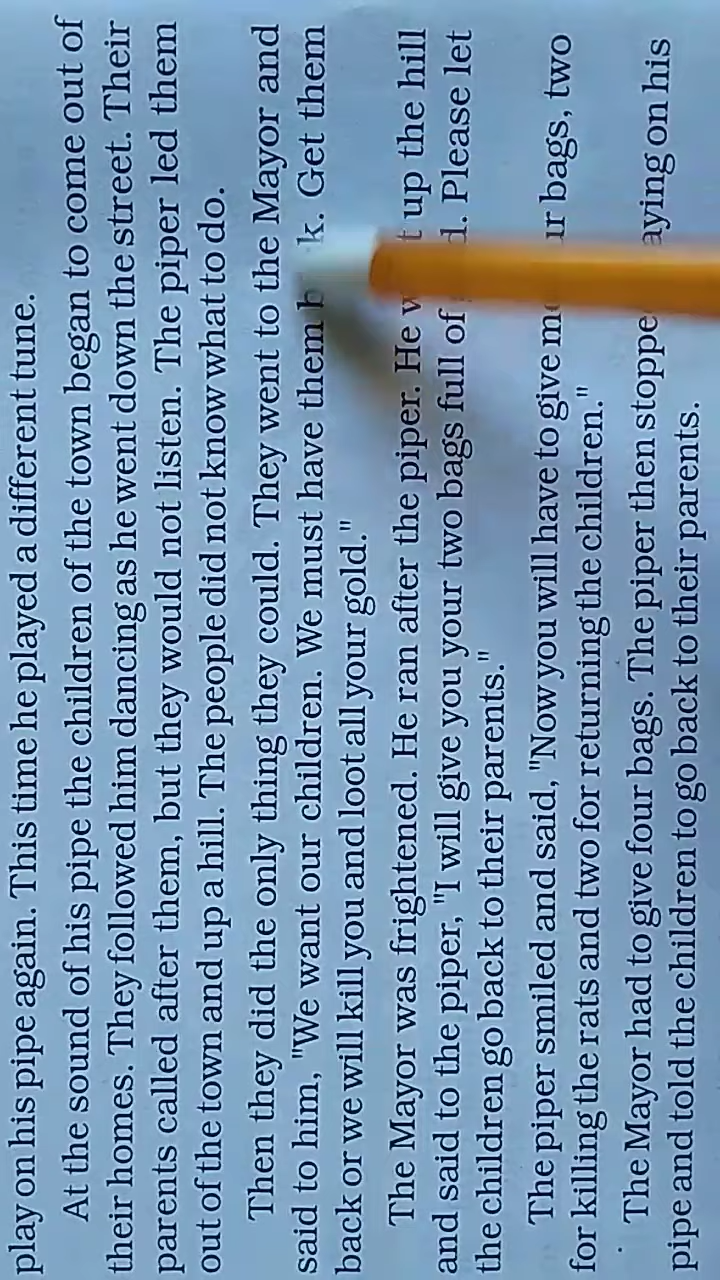 play on his pipe again. This time he played a different tune.
At the sound of his pipe the children of the town began to come out of
their homes. They followed him dancing as he went down the street. Their
parents called after them, but they would not listen. The piper led them
out of the town and up a hill. The people did not know what to do.
Then they did the only thing they could. They went to the Mayor and
said to him, "We want our children. We must have them Get them
back or we will kill you and loot all your gold."
The Mayor was frightened. He ran after the piper. He up the hill
and said to the piper, "I will give you your two bags full of Please let
the children go back to their parents."
The piper smiled and said, "Now you will have to give bags, two
for killing the rats and two for returning the children."
The Mayor had to give four bags. The piper then on his
pipe and told the children to go back to their parents.